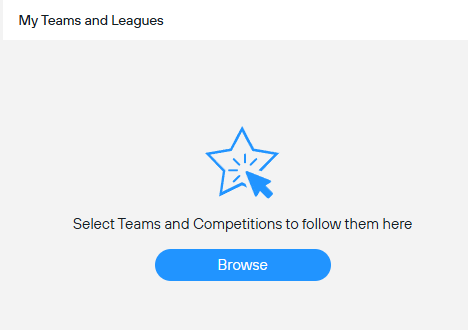 My Teams and Leagues
Select Teams and Competitions to follow them here
Browse